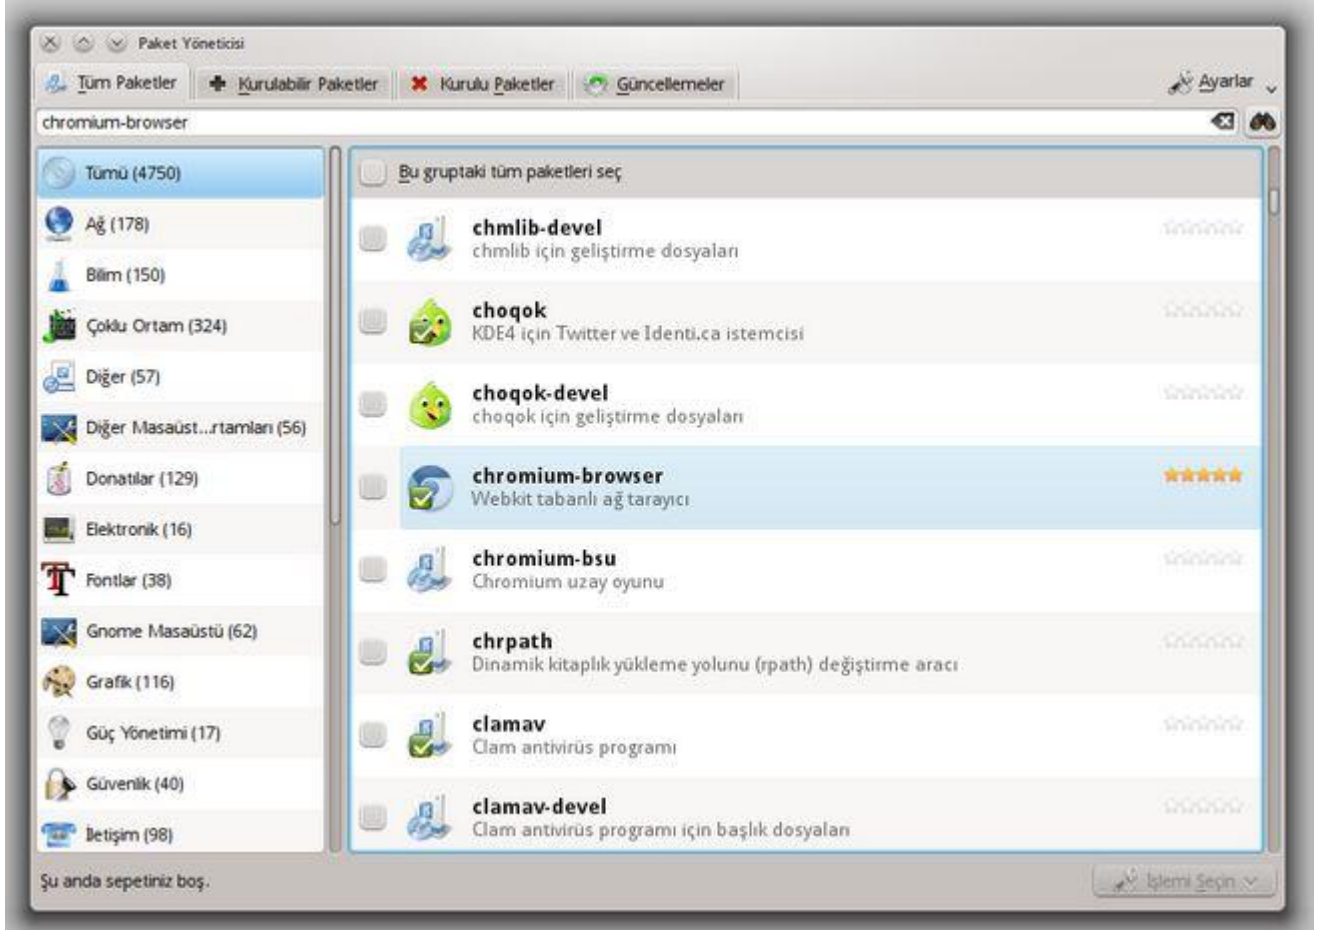 Paket Yöneticisi
Tüm Paketler
Kurulabilir Paketler
Kurulu Paketler
Güncellemeler
Ayarlar
chromium-browser
Tümü (4750)
Ağ (178)
Bilim (150)
Çoklu Ortam (324)
Diğer (57)
Diğer Masaüst...rtamları (56)
Donatılar (129)
Elektronik (16)
Fontlar (38)
Gnome Masaüstü (62)
Grafik (116)
Güç Yönetimi (17)
Güvenlik (40)
İletişim (98)
Bu gruptaki tüm paketleri seç
chmlib-devel
chmlib için geliştirme dosyaları
choqok
KDE4 için Twitter ve Identi.ca istemcisi
choqok-devel
choqok için geliştirme dosyaları
chromium-browser
Webkit tabanlı ağ tarayıcı
chromium-bsu
Chromium uzay oyunu
chrpath
Dinamik kitaplık yükleme yolunu (rpath) değiştirme aracı
clamav
Clam antivirüs programı
clamav-devel
Clam antivirüs programı için başlık dosyaları
Şu anda sepetiniz boş.
İşlemi Seçin